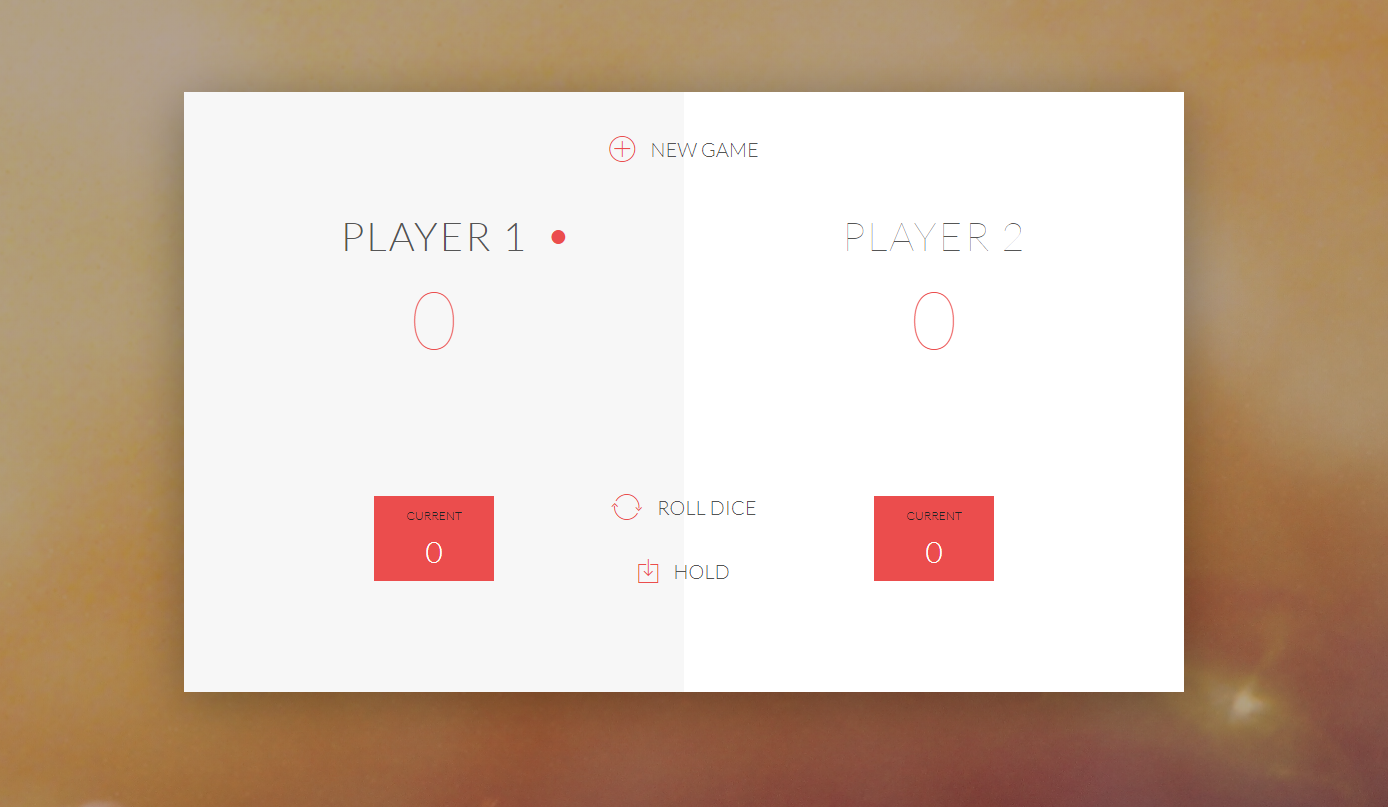 NEW GAME
PLAYER 1
PLAYER 2
0
0
CURRENT
0
ROLL DICE
HOLD
CURRENT
0